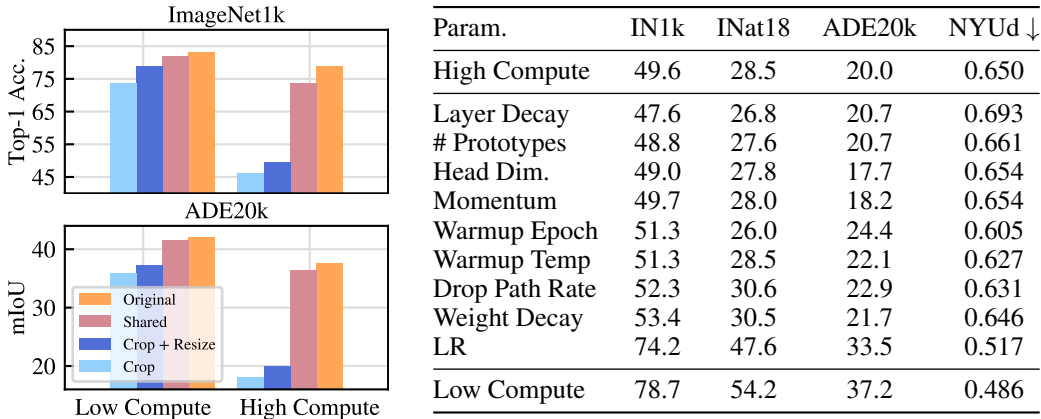 ImageNet1k
Top-1 Acc.
85
75
65
55
45
ADE20k
mIoU
40
30
20
Original
Shared
Crop + Resize
Crop
Low Compute High Compute
Param. IN1k INat18 ADE20k NYUd ↓
High Compute 49.6 28.5 20.0 0.650
Layer Decay 47.6 26.8 20.7 0.693
# Prototypes 48.8 27.6 20.7 0.661
Head Dim. 49.0 27.8 17.7 0.654
Momentum 49.7 28.0 18.2 0.654
Warmup Epoch 51.3 26.0 24.4 0.605
Warmup Temp 51.3 28.5 22.1 0.627
Drop Path Rate 52.3 30.6 22.9 0.631
Weight Decay 53.4 30.5 21.7 0.646
LR 74.2 47.6 33.5 0.517
Low Compute 78.7 54.2 37.2 0.486